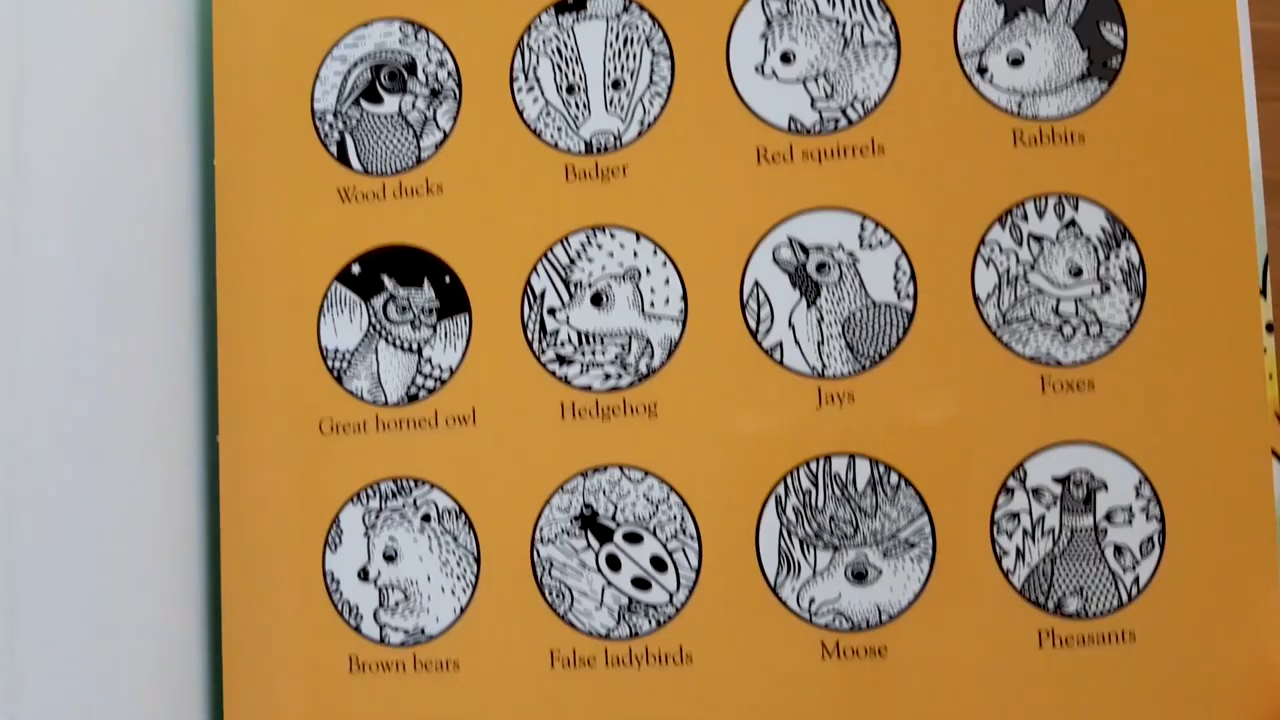 Wood ducks
Badger
Red squirrels
Rabbits
Great horned owl
Hedgehog
Jays
Foxes
Brown bears
False ladybirds
Moose
Pheasants